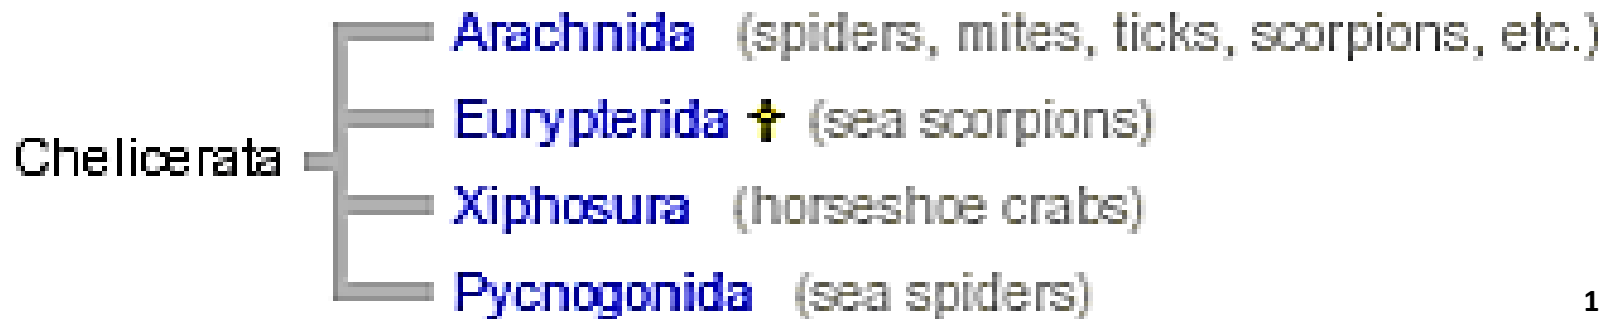 Arachnida (spiders, mites, ticks, scorpions, etc.)
Eurypterida † (sea scorpions)
Chelicerata
Xiphosura (horseshoe crabs)
Pycnogonida (sea spiders)
1